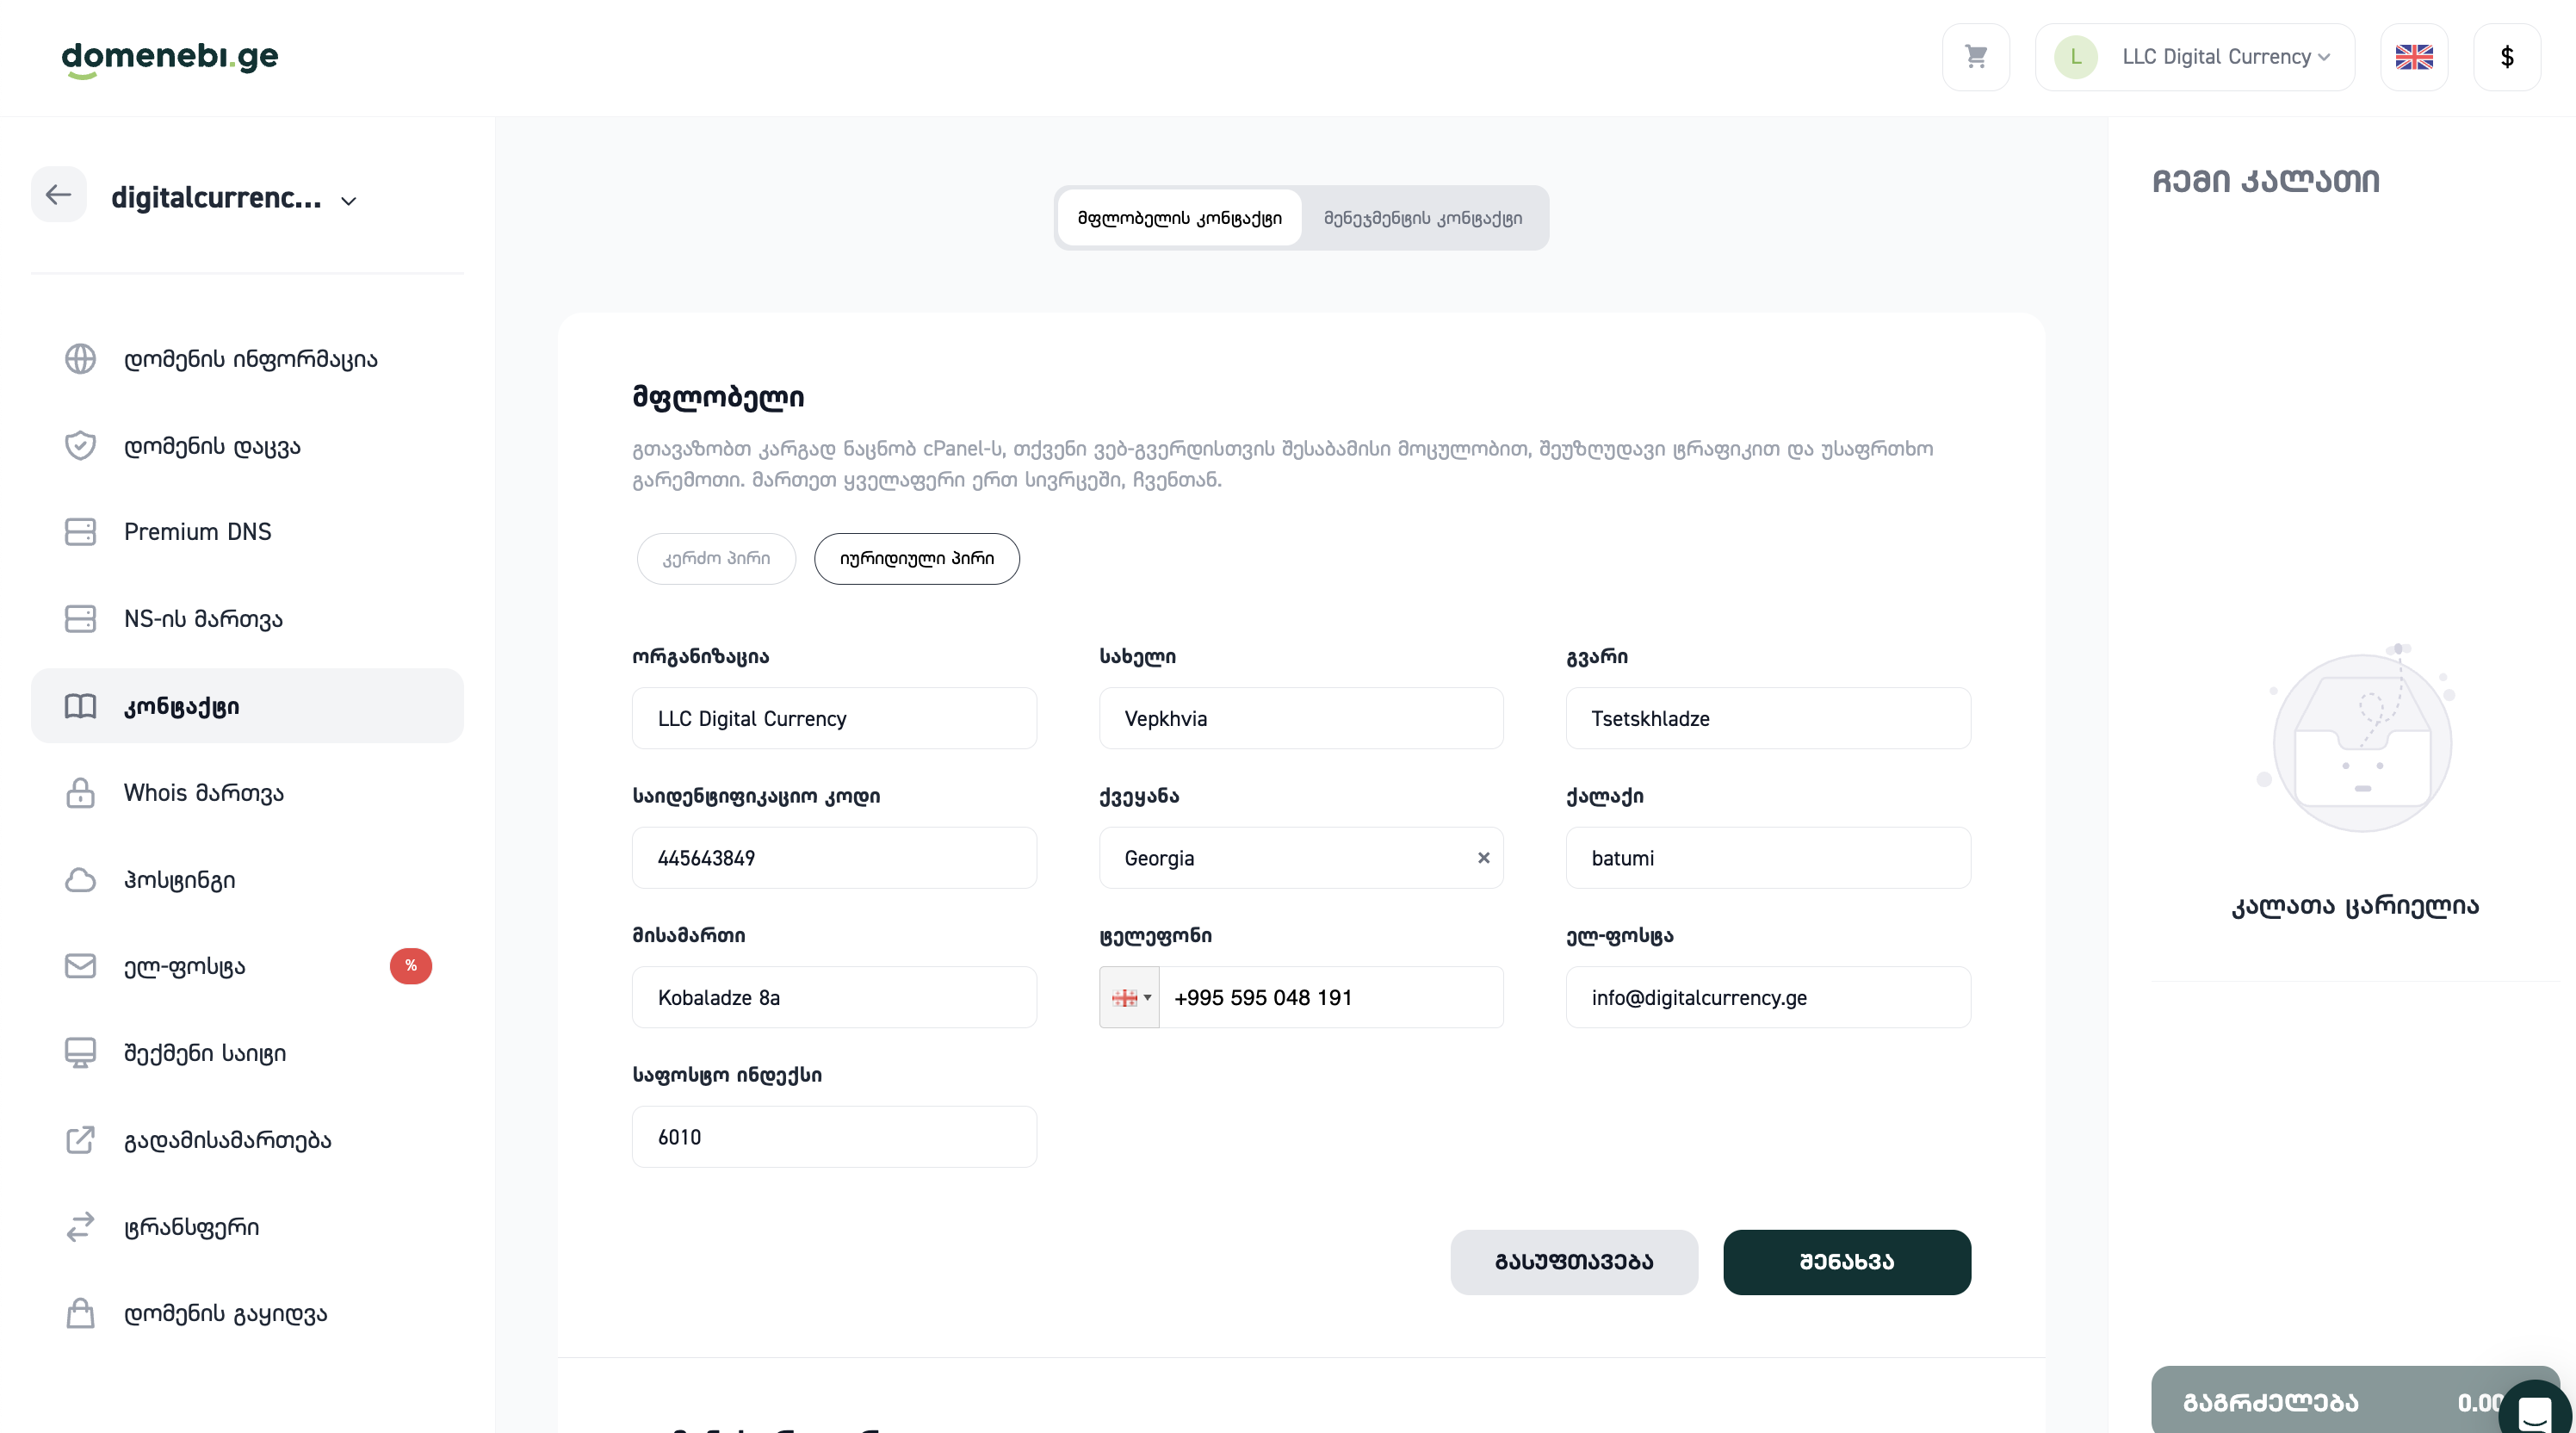 domenebi.ge
L LLC Digital Currency $
digitalcurrenc...
დომენის ინფორმაცია
დომენის დაცვა
Premium DNS
NS-ის მართვა
კონტაქტი
Whois მართვა
ჰოსტინგი
ელ-ფოსტა %
შექმენი საიტი
გადამისამართება
ტრანსფერი
დომენის გაყიდვა
მფლობელის კონტაქტი მენეჯმენტის კონტაქტი
მფლობელი
გთავაზობთ კარგად ნაცნობ cPanel-ს, თქვენი ვებ-გვერდისთვის შესაბამისი მოცულობით, შეუზღუდავი ტრაფიკით და უსაფრთხო
გარემოთი. მართეთ ყველაფერი ერთ სივრცეში, ჩვენთან.
კერძო პირი იურიდიული პირი
ორგანიზაცია სახელი გვარი
LLC Digital Currency Vepkhvia Tsetskhladze
საიდენტიფიკაციო კოდი ქვეყანა ქალაქი
445643849 Georgia × batumi
მისამართი ტელეფონი ელ-ფოსტა
Kobaladze 8a +995 595 048 191 info@digitalcurrency.ge
საფოსტო ინდექსი
6010
გასუფთავება შენახვა
ჩემი კალათი
კალათა ცარიელია
გაგრძელება 0.00